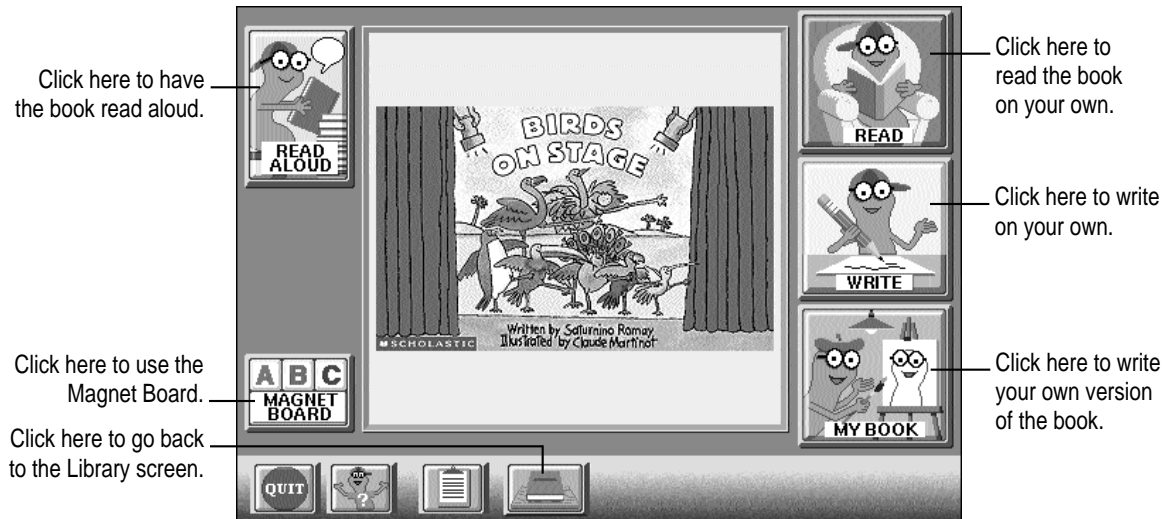 Click here to have
the book read aloud.
Click here to use the
Magnet Board.
Click here to go back
to the Library screen.
READ
ALOUD
ABC
MAGNET
BOARD
QUIT
?
BIRDS
ON STAGE
Written by Saturnino Romay
Illustrated by Claude Martinot
SCHOLASTIC
READ
WRITE
MY BOOK
Click here to
read the book
on your own.
Click here to write
on your own.
Click here to write
your own version
of the book.